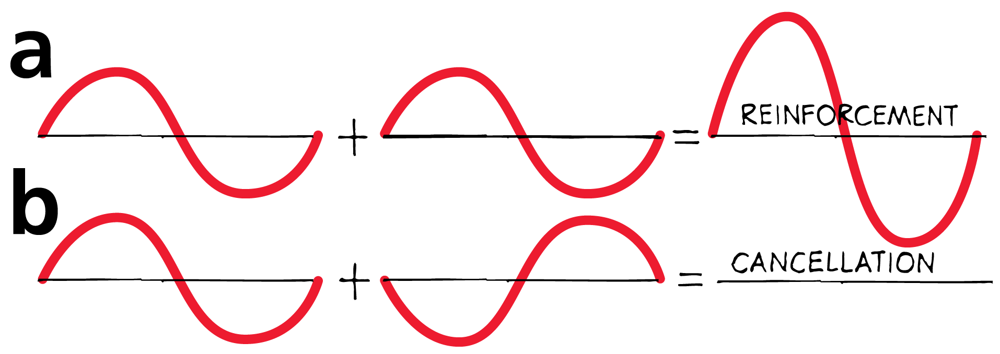 a
+
=
REINFORCEMENT
b
+
=
CANCELLATION